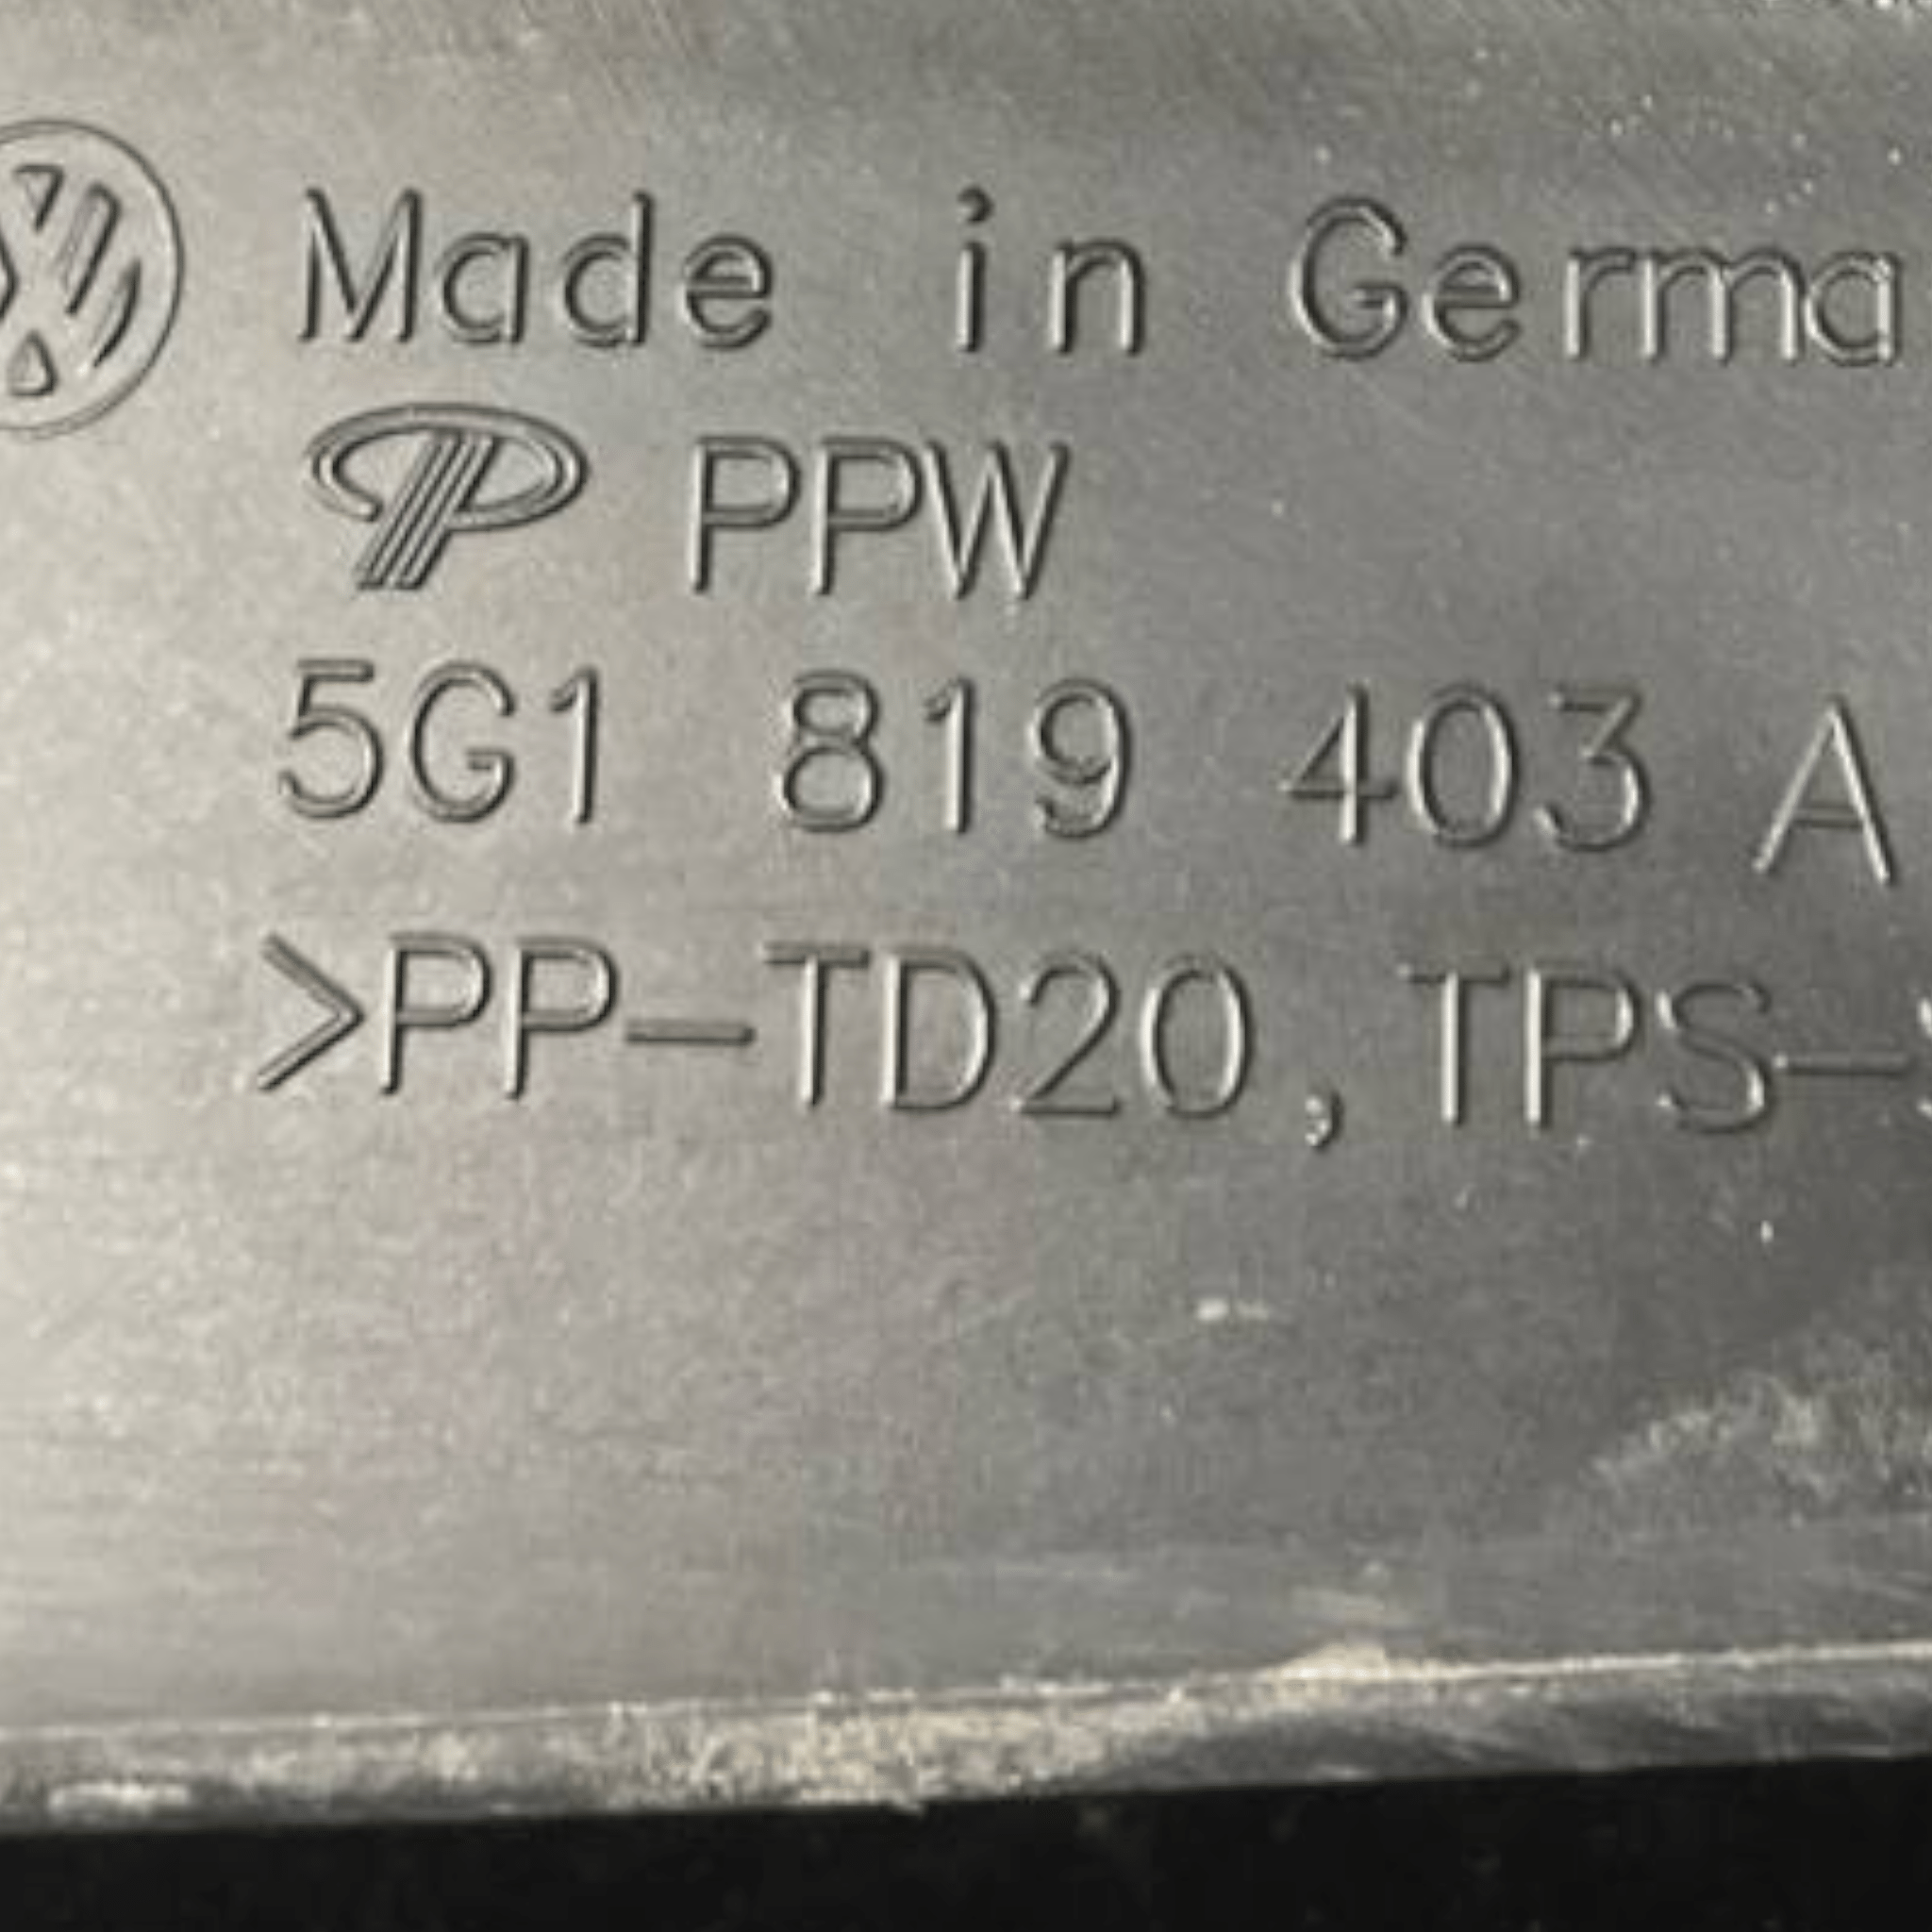 Made in Germa
PPW
5G1 819 403 A
>PP-TD20, TPS-